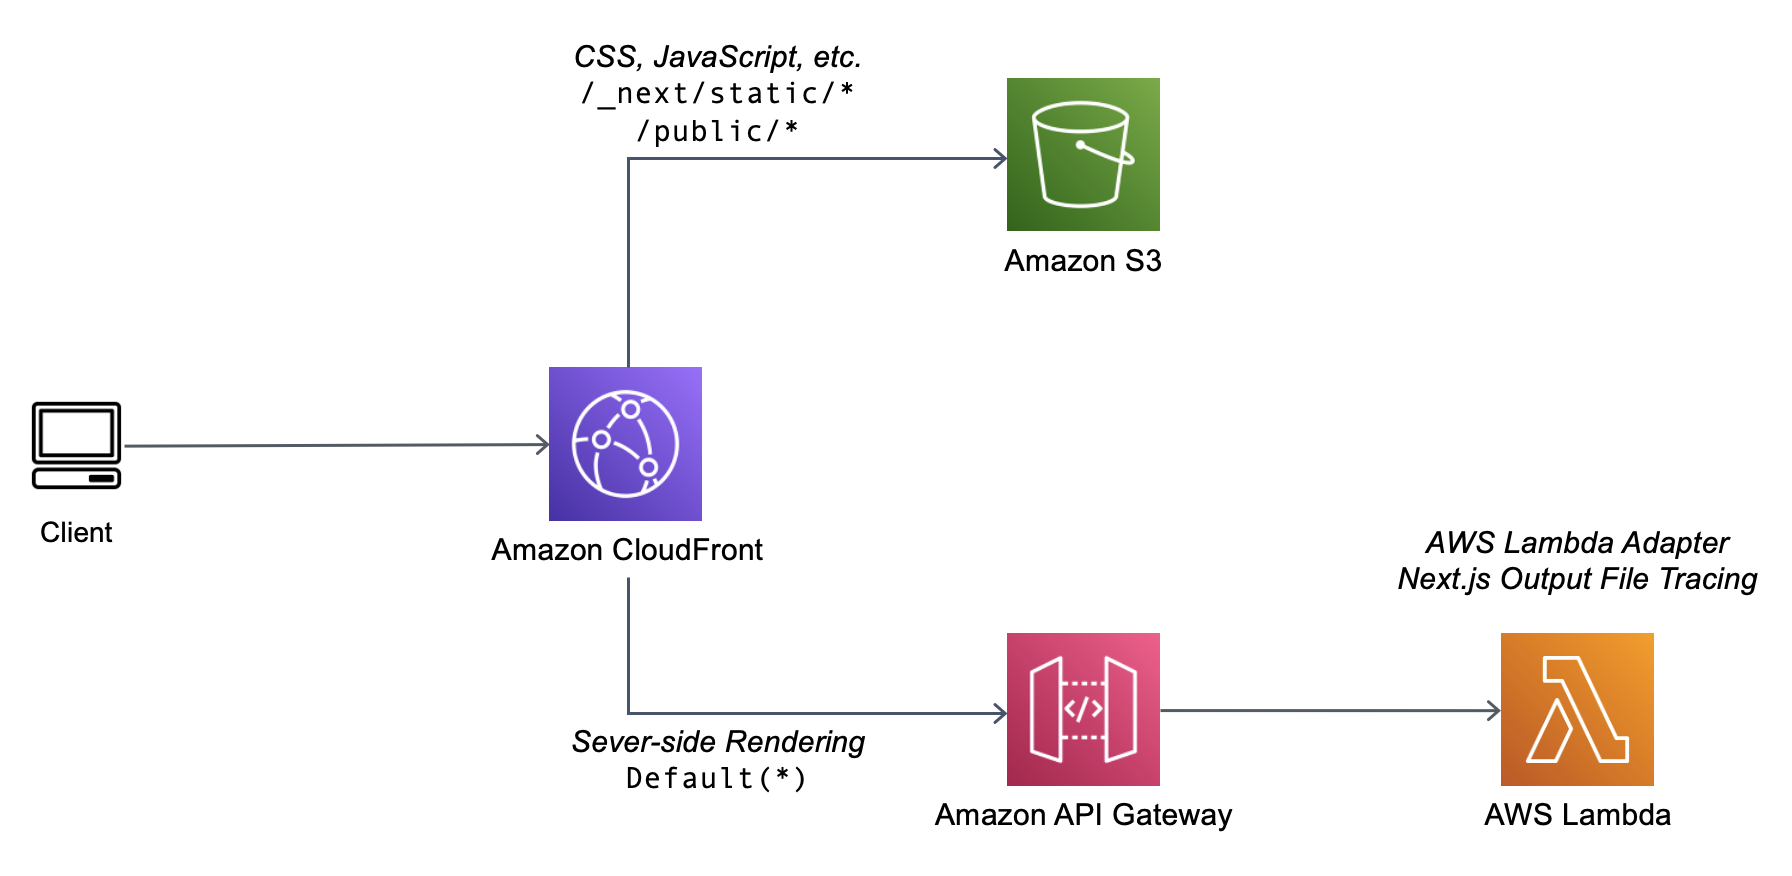 CSS, JavaScript, etc.
/_next/static/*
/public/*
Amazon S3
Client
Amazon CloudFront
Sever-side Rendering
Default(*)
</>
Amazon API Gateway
AWS Lambda Adapter
Next.js Output File Tracing
AWS Lambda